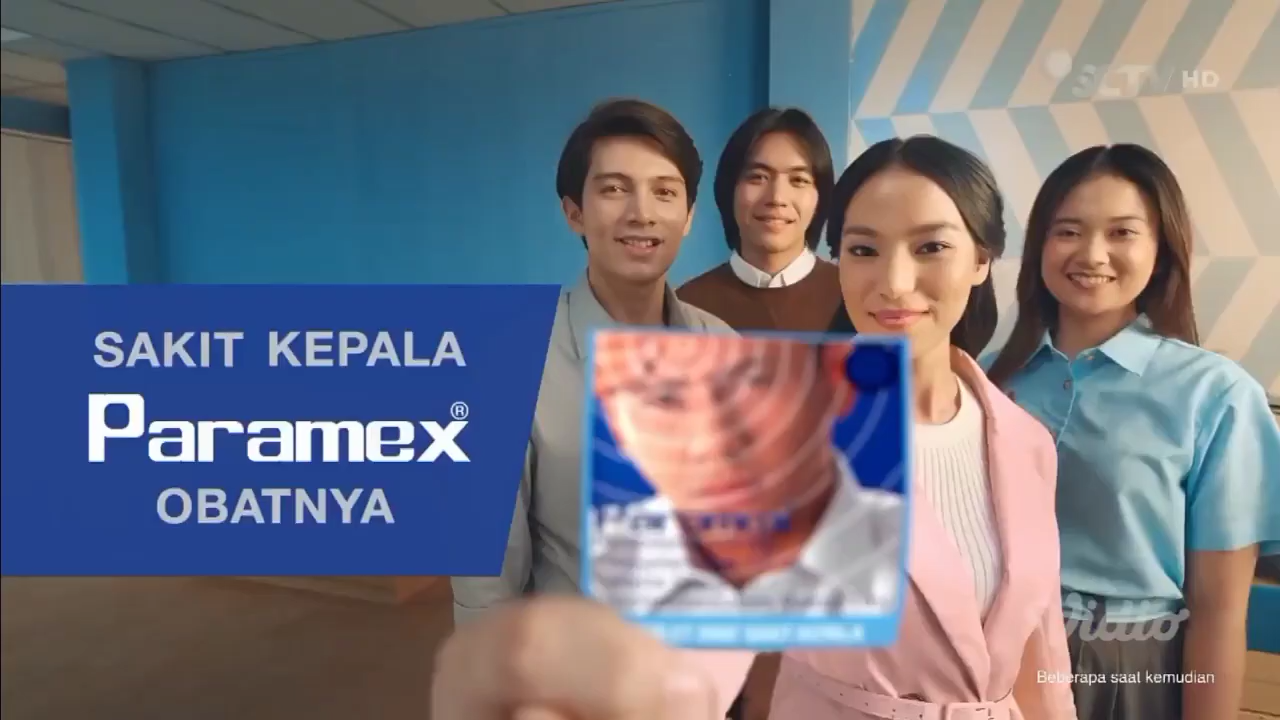 SCTV HD
SAKIT KEPALA
Paramex®
OBATNYA
Vidio
Beberapa saat kemudian